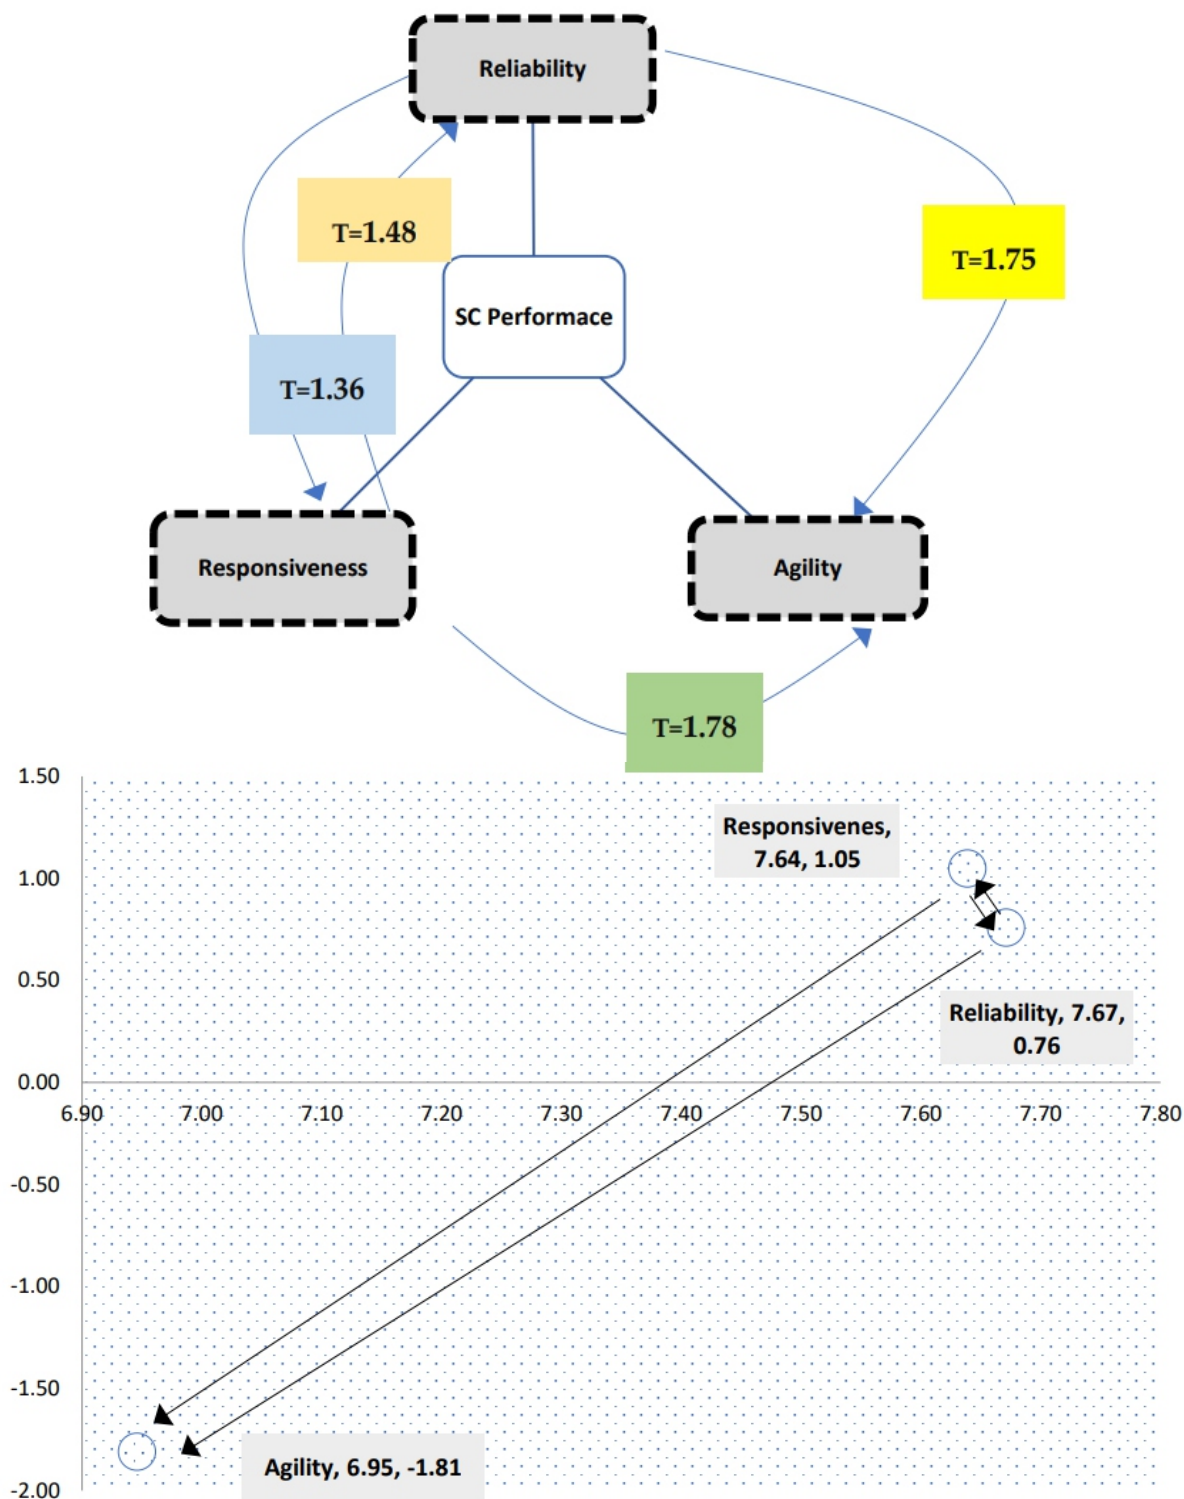 Reliability
T=1.48
T=1.75
SC Performace
T=1.36
Responsiveness
Agility
T=1.78
1.50
Responsivenes,
7.64, 1.05
1.00
0.50
Reliability, 7.67,
0.76
0.00
6.90 7.00 7.10 7.20 7.30 7.40 7.50 7.60 7.70 7.80
-0.50
-1.00
-1.50
Agility, 6.95, -1.81
-2.00